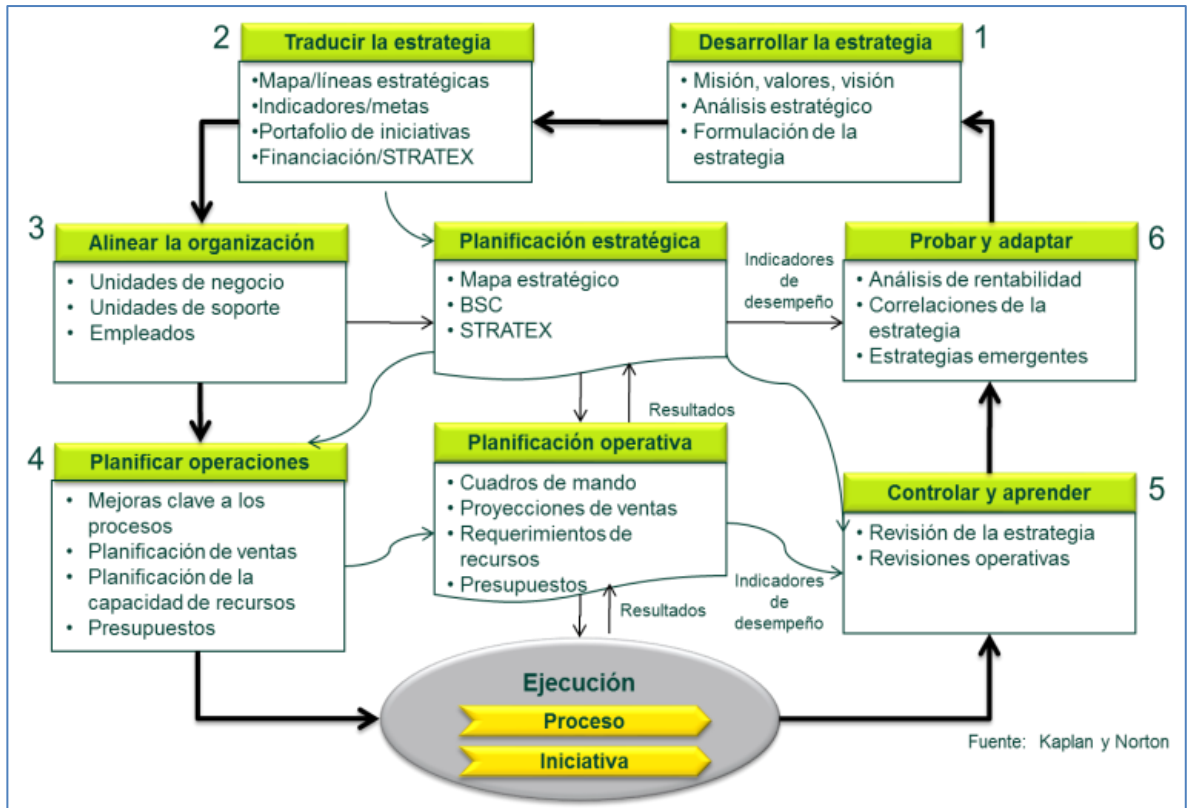 2
Traducir la estrategia
•Mapa/líneas estratégicas
•Indicadores/metas
•Portafolio de iniciativas
•Financiación/STRATEX
Desarrollar la estrategia
1
• Misión, valores, visión
• Análisis estratégico
• Formulación de la
estrategia
3
Alinear la organización
• Unidades de negocio
• Unidades de soporte
• Empleados
Planificación estratégica
• Mapa estratégico
• BSC
• STRATEX
Indicadores
de
desempeño
Probar y adaptar
6
• Análisis de rentabilidad
• Correlaciones de la
estrategia
• Estrategias emergentes
Resultados
4
Planificar operaciones
• Mejoras clave a los
procesos
• Planificación de ventas
• Planificación de la
capacidad de recursos
• Presupuestos
Planificación operativa
• Cuadros de mando
• Proyecciones de ventas
• Requerimientos de
recursos
• Presupuestos
Resultados
Indicadores
de
desempeño
Controlar y aprender
5
• Revisión de la estrategia
• Revisiones operativas
Ejecución
Proceso
Iniciativa
Fuente: Kaplan y Norton